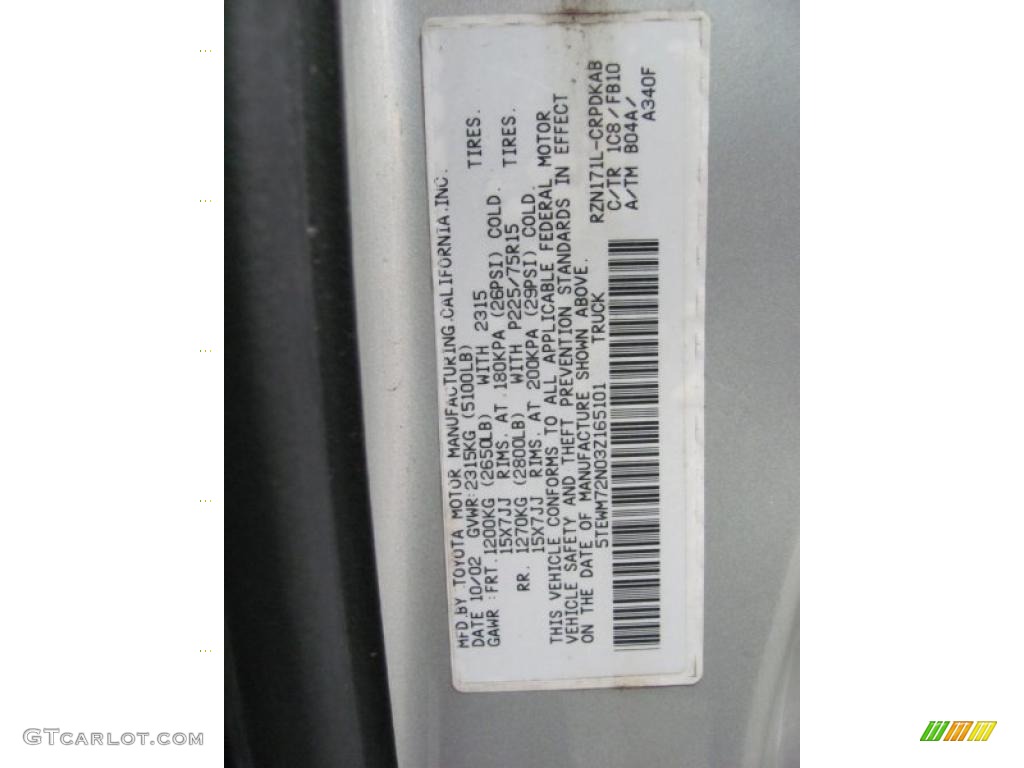 MFD.BY.TOYOTA MOTOR MANUFACTURING.CALIFORNIA.INC.
DATE 10/02 GVWR:2315KG (5100LB)
GAWR :FRT.1200KG (2650LB) WITH 2315 TIRES.
15X7JJ RIMS. AT 180KPA (26PSI) COLD.
RR. 1270KG (2800LB) WITH P225/75R15 TIRES.
15X7JJ RIMS. AT 200KPA (29PSI) COLD.
THIS VEHICLE CONFORMS TO ALL APPLICABLE FEDERAL MOTOR
VEHICLE SAFETY AND THEFT PREVENTION STANDARDS IN EFFECT
ON THE DATE OF MANUFACTURE SHOWN ABOVE.
5TEWM72N03Z165101 TRUCK RZN171L-CRPDKAB
C/TR 1C8/FB10
A/TM B04A/
A340F
GTCARLOT.COM